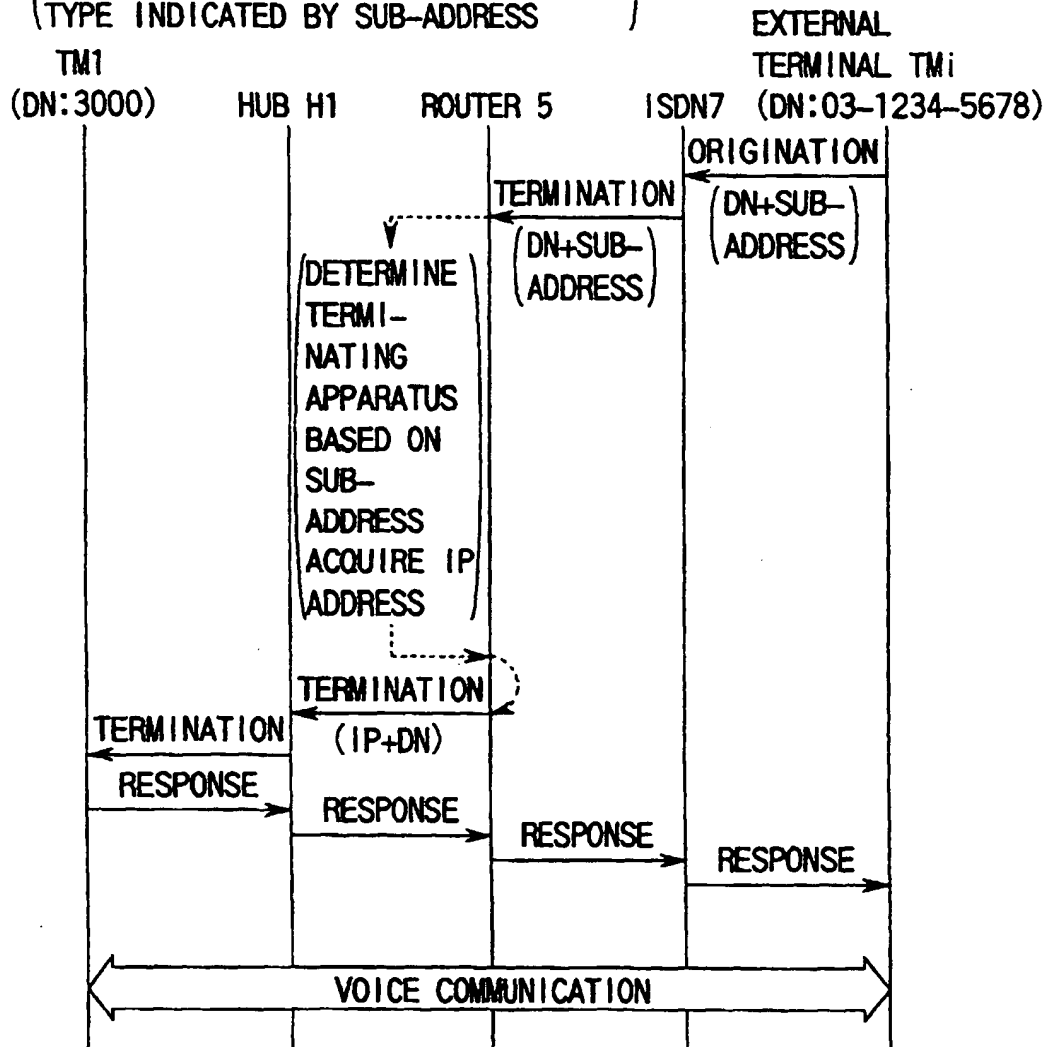 (TYPE INDICATED BY SUB-ADDRESS )
EXTERNAL
TM1
TERMINAL TMi
(DN:3000) HUB H1 ROUTER 5 ISDN7 (DN:03-1234-5678)
ORIGINATION
(DN+SUB-
ADDRESS)
TERMINATION
(DN+SUB-
ADDRESS)
(DETERMINE
TERMI-
NATING
APPARATUS
BASED ON
SUB-
ADDRESS
ACQUIRE IP
ADDRESS)
TERMINATION
(IP+DN)
TERMINATION
RESPONSE
RESPONSE
RESPONSE
RESPONSE
VOICE COMMUNICATION